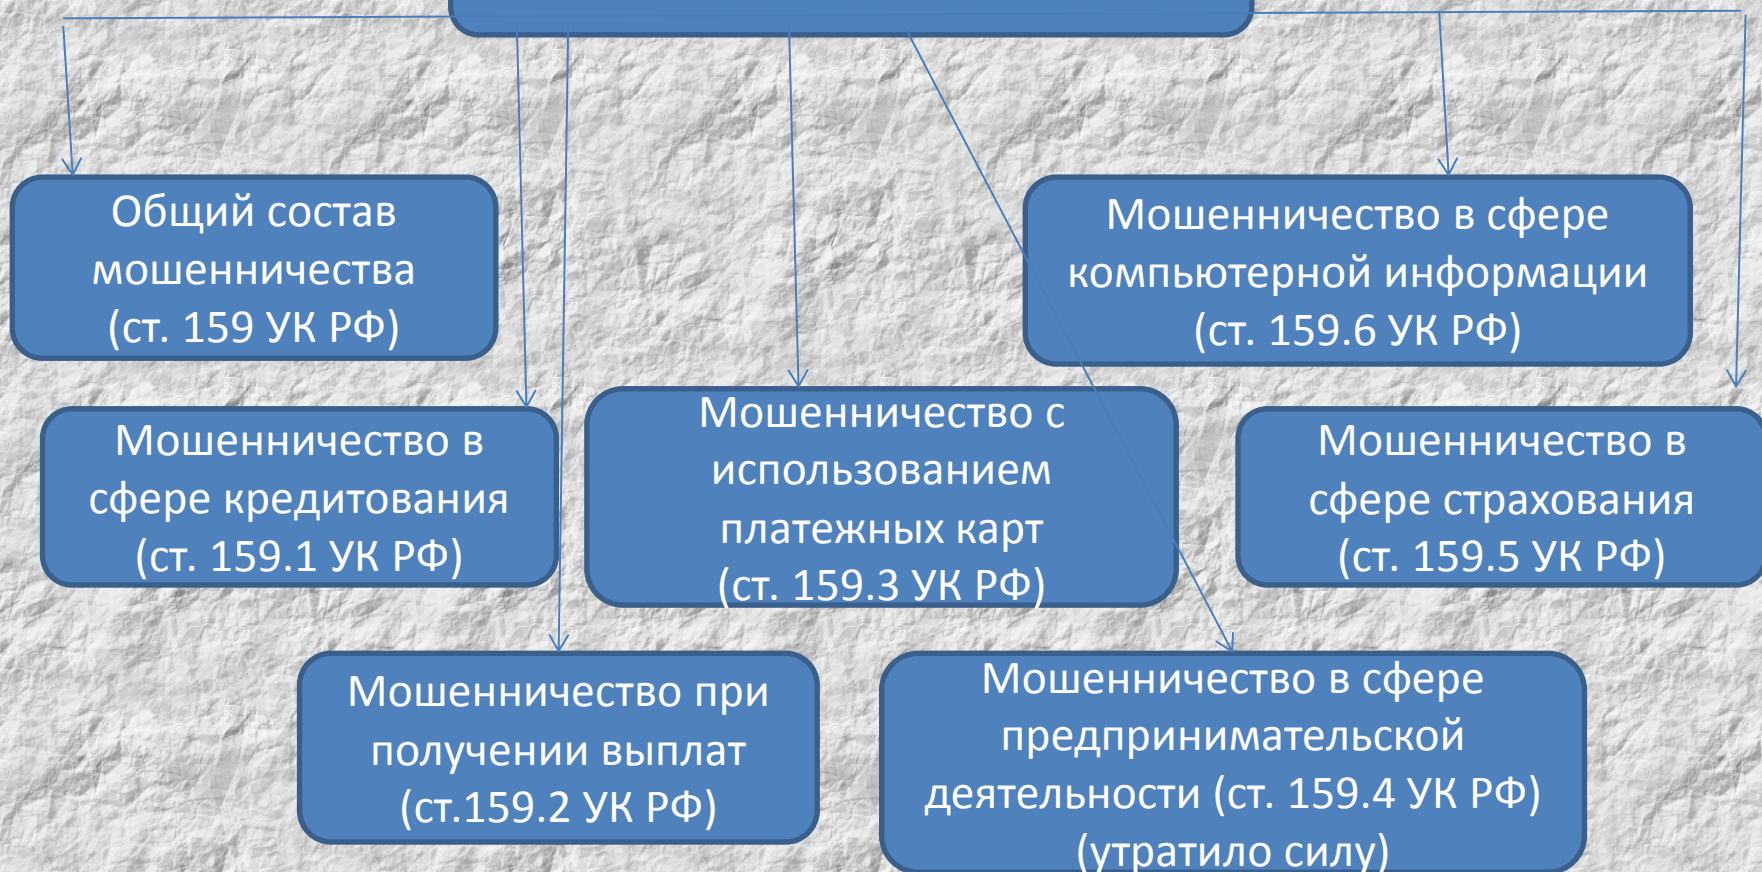 Общий состав
мошенничества
(ст. 159 УК РФ)
Мошенничество в сфере
компьютерной информации
(ст. 159.6 УК РФ)
Мошенничество в
сфере кредитования
(ст. 159.1 УК РФ)
Мошенничество с
использованием
платежных карт
(ст. 159.3 УК РФ)
Мошенничество в
сфере страхования
(ст. 159.5 УК РФ)
Мошенничество при
получении выплат
(ст.159.2 УК РФ)
Мошенничество в сфере
предпринимательской
деятельности (ст. 159.4 УК РФ)
(утратило силу)